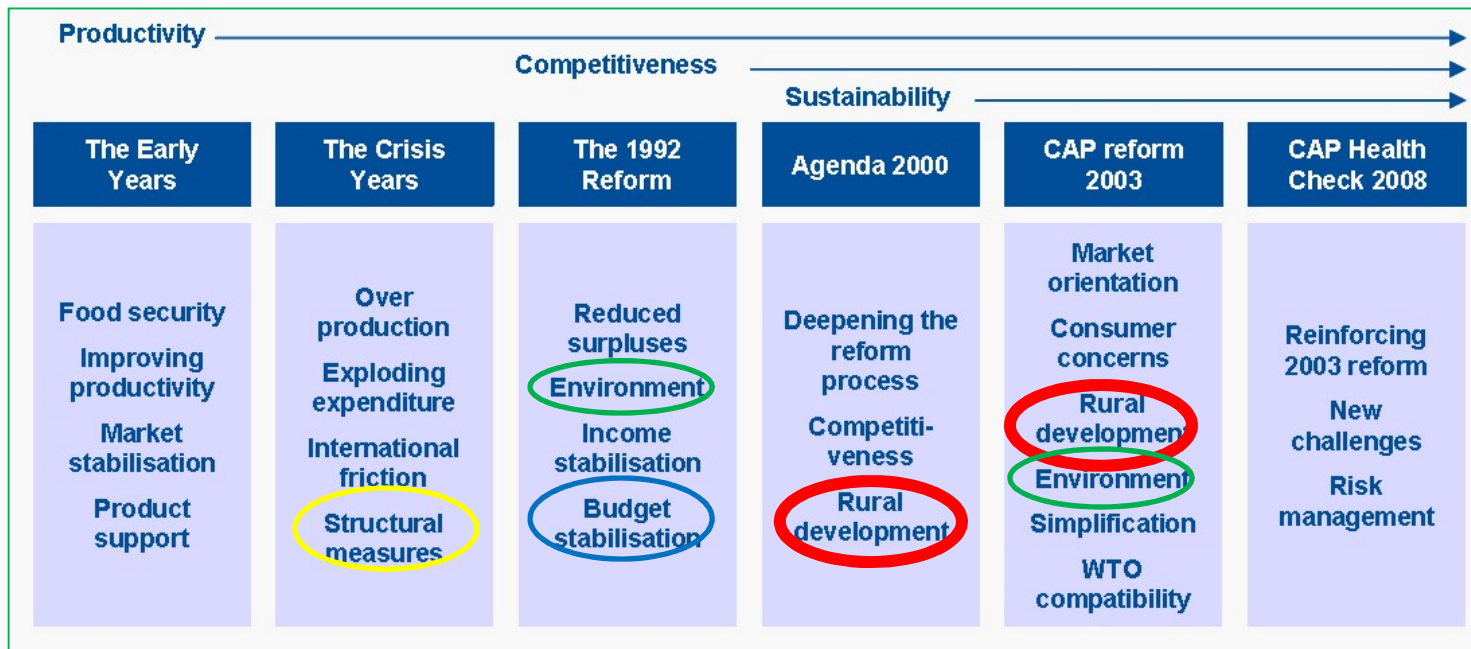 Productivity
Competitiveness
Sustainability
The Early
Years
The Crisis
Years
The 1992
Reform
Agenda 2000
CAP reform
2003
CAP Health
Check 2008
Food security
Improving
productivity
Market
stabilisation
Product
support
Over
production
Exploding
expenditure
International
friction
Structural
measures
Reduced
surpluses
Environment
Income
stabilisation
Budget
stabilisation
Deepening the
reform
process
Competiti-
veness
Rural
development
Market
orientation
Consumer
concerns
Rural
development
Environment
Simplification
WTO
compatibility
Reinforcing
2003 reform
New
challenges
Risk
management